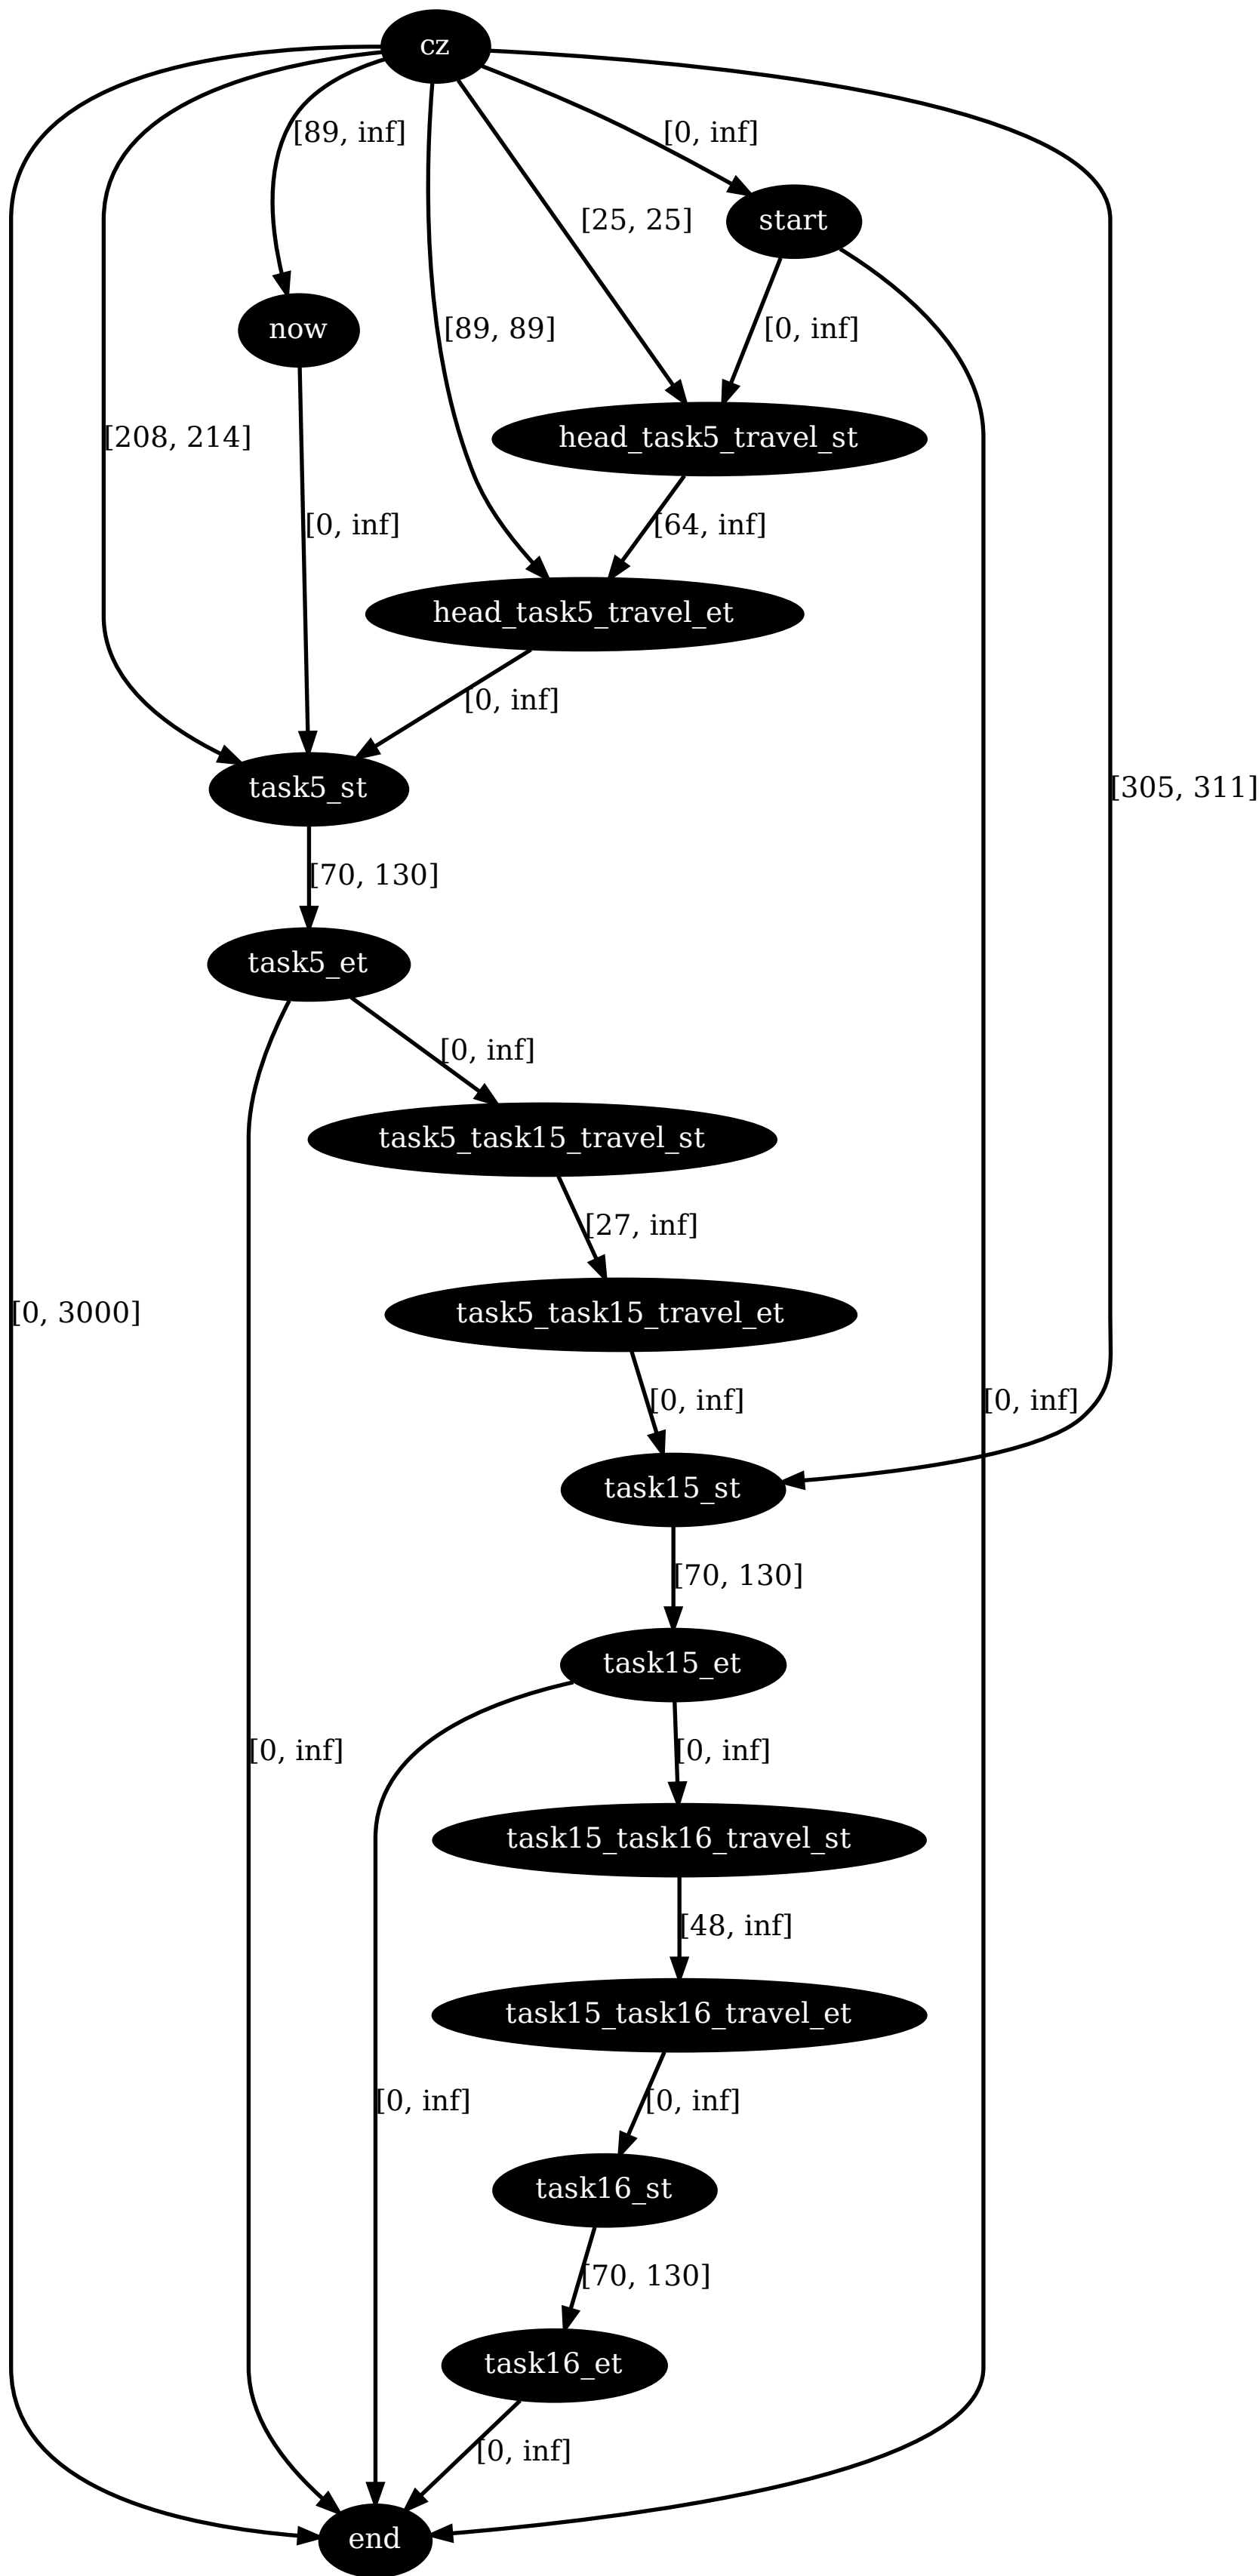 cz
[89, inf]
[0, inf]
start
[25, 25]
now
[89, 89]
[0, inf]
[208, 214]
head_task5_travel_st
[0, inf]
[64, inf]
head_task5_travel_et
[0, inf]
task5_st
[305, 311]
[70, 130]
task5_et
[0, inf]
task5_task15_travel_st
[27, inf]
[0, 3000]
task5_task15_travel_et
[0, inf]
[0, inf]
task15_st
[70, 130]
task15_et
[0, inf]
[0, inf]
task15_task16_travel_st
[48, inf]
task15_task16_travel_et
[0, inf]
[0, inf]
task16_st
[70, 130]
task16_et
[0, inf]
end